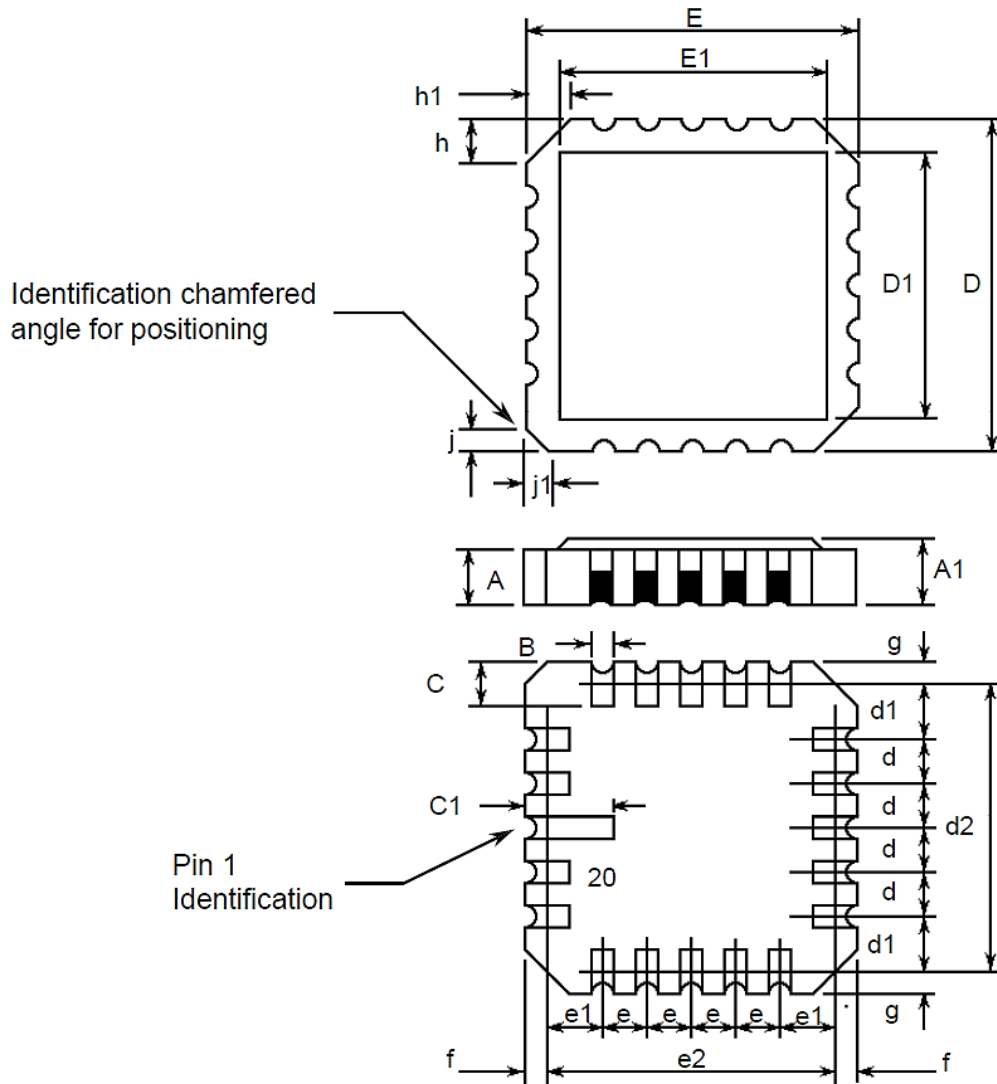 E
E1
h1
h
D1
D
Identification chamfered
angle for positioning
j
j1
A
A1
B
g
C
d1
d
C1
d
d2
d
Pin 1
Identification
20
d
d1
e1 e e e e e1
g
f
e2
f